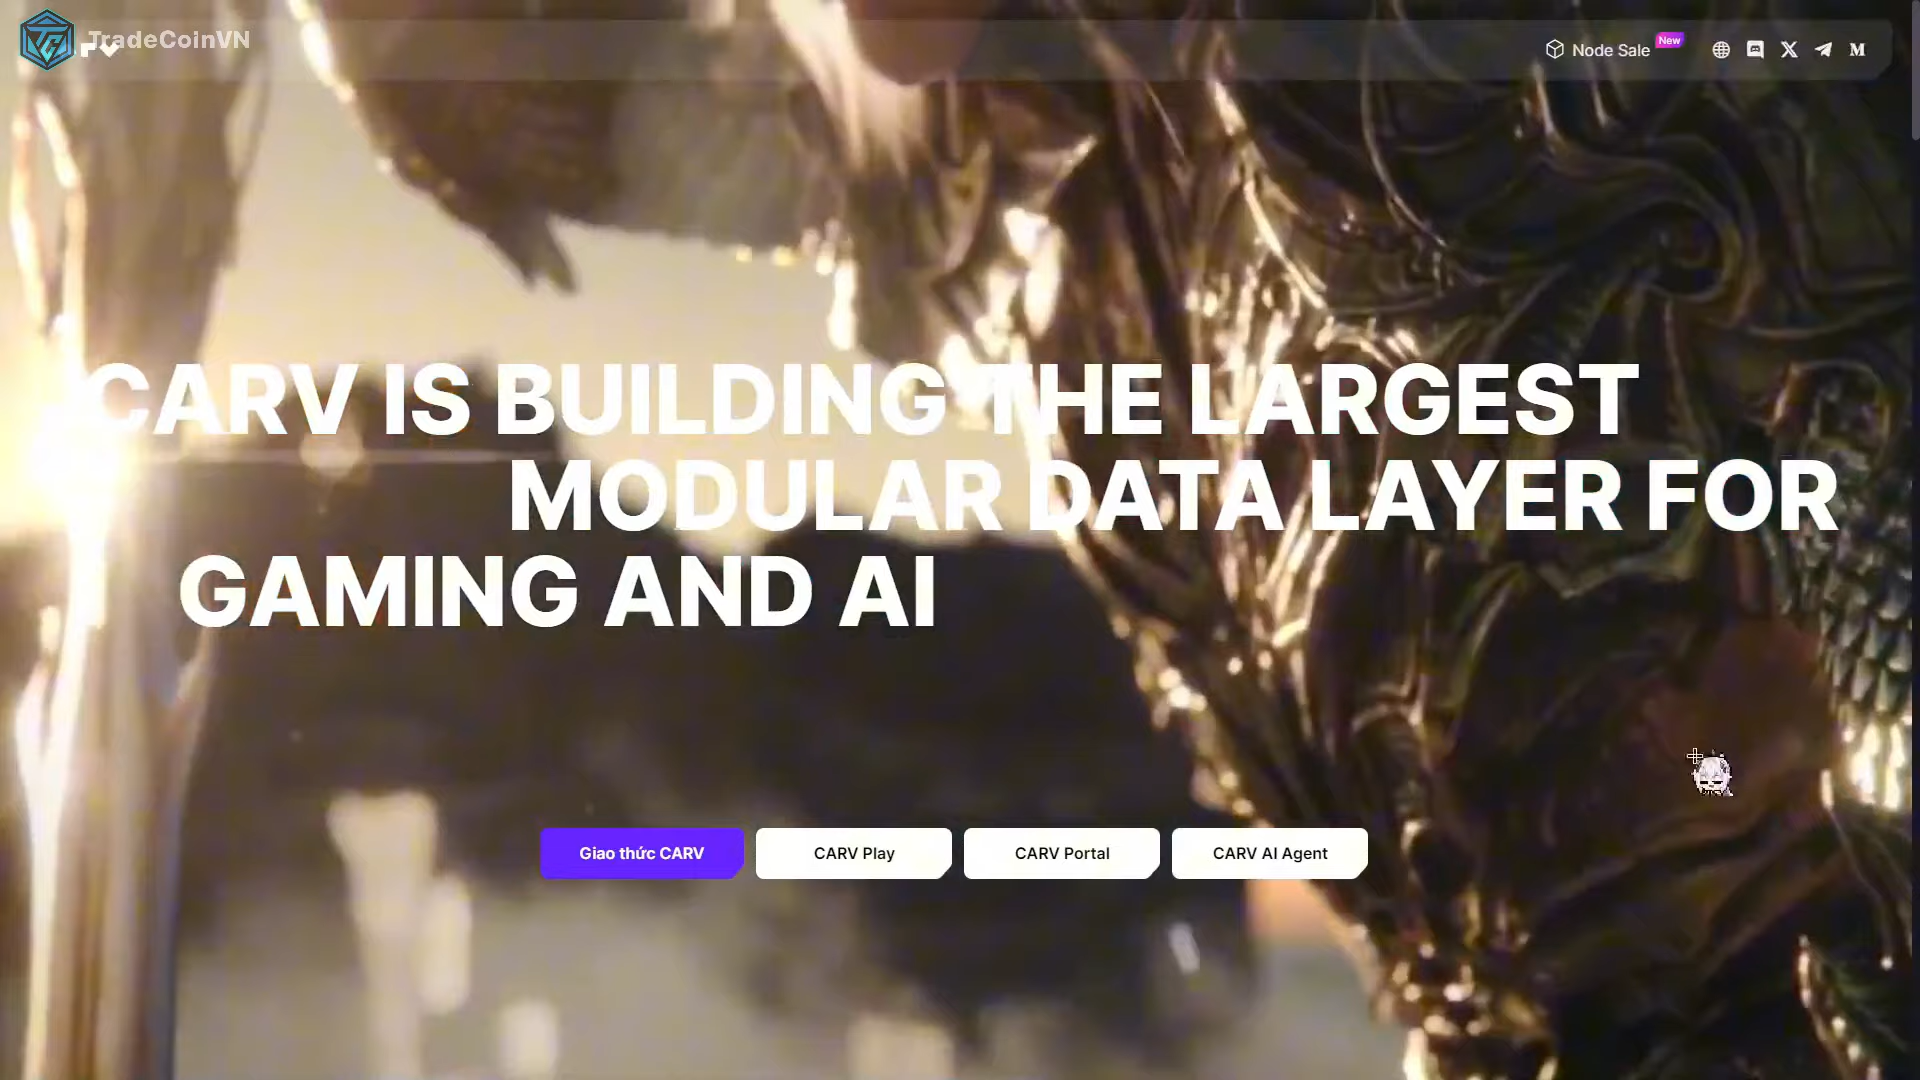 TradeCoinVN
Node Sale
New
CARV IS BUILDING THE LARGEST
MODULAR DATA LAYER FOR
GAMING AND AI
Giao thức CARV
CARV Play
CARV Portal
CARV AI Agent